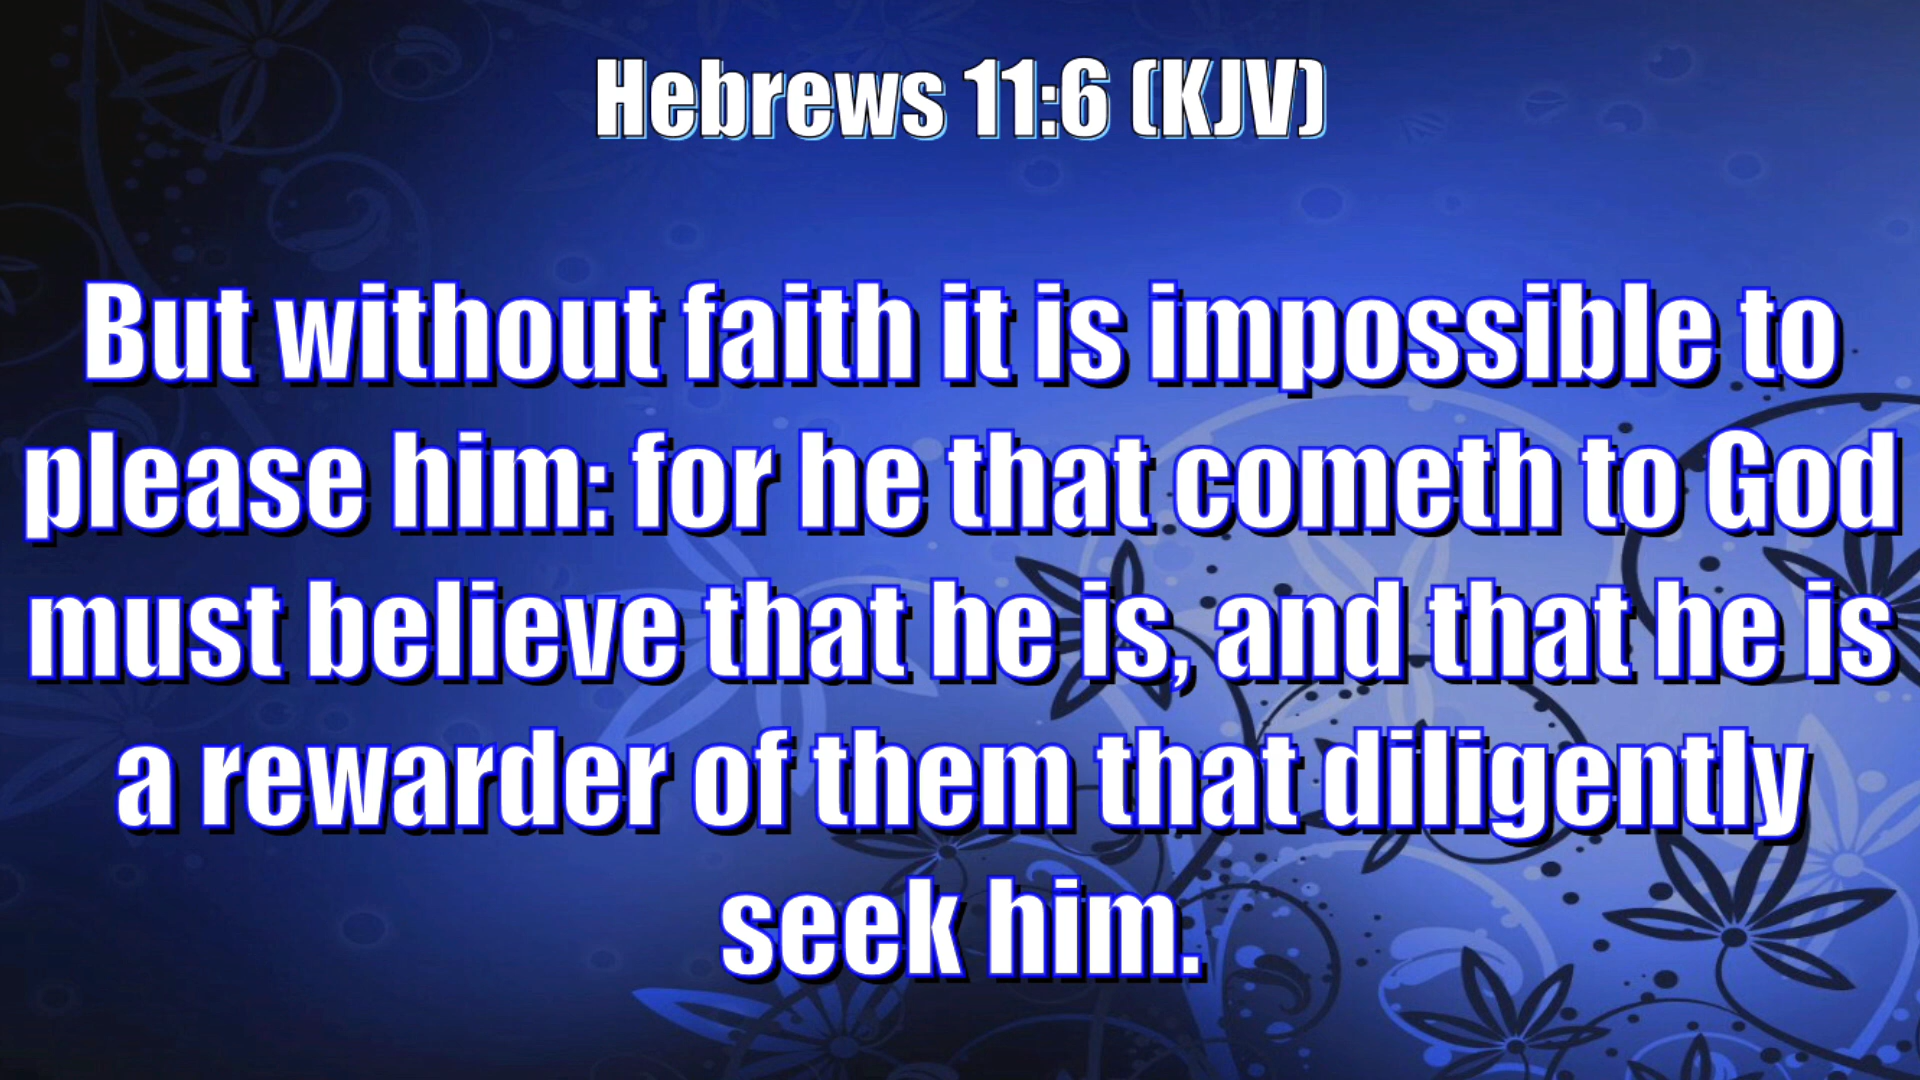 Hebrews 11:6 (KJV)
But without faith it is impossible to
please him: for he that cometh to God
must believe that he is, and that he is
a rewarder of them that diligently
seek him.